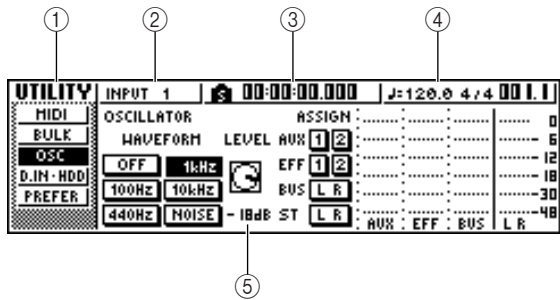 ① ② ③ ④
UTILITY INPUT 1 S 00:00:00.000 ♩=120.0 4/4 001.1
MIDI OSCILLATOR ASSIGN 0
BULK WAVEFORM LEVEL AUX 1 2 6
OSC OFF 1kHz EFF 1 2 12
D.IN·HDD 100Hz 10kHz BUS L R 18
PREFER 440Hz NOISE -18dB ST L R 30
48
AUX EFF BUS L R
⑤